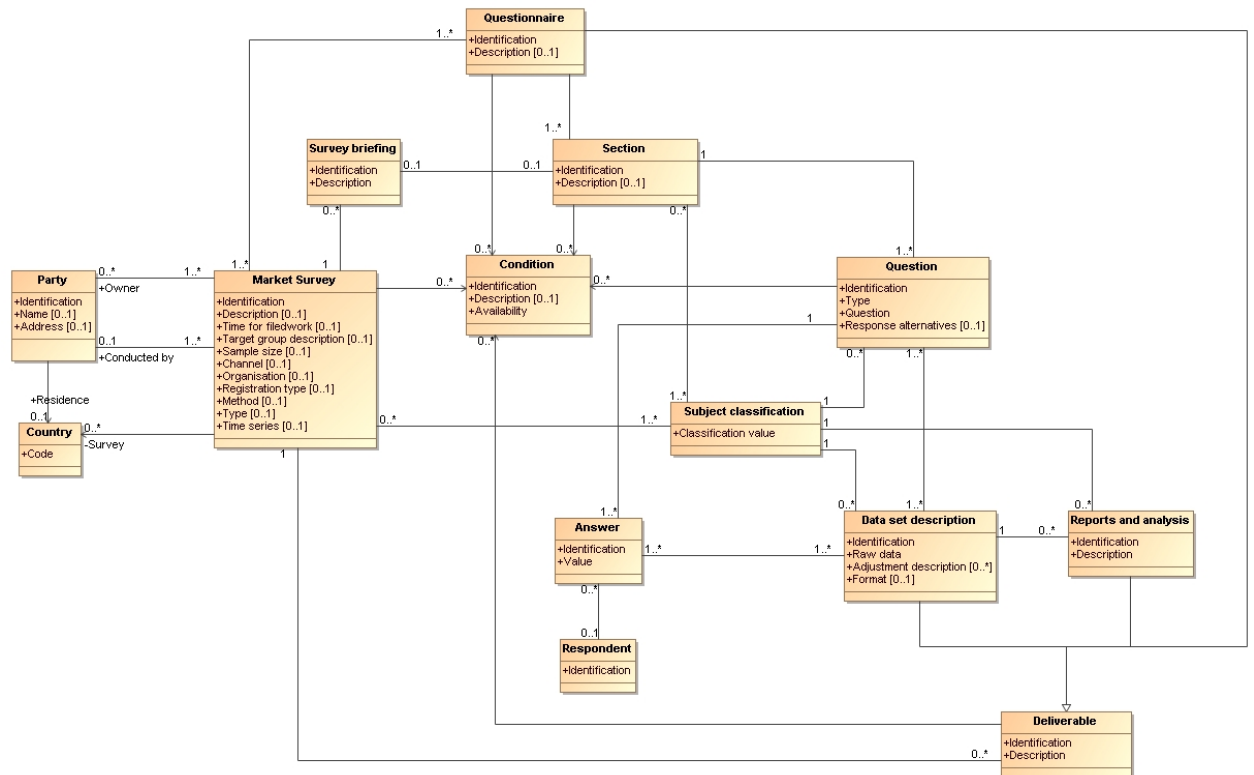 Questionnaire
+Identification
+Description [0..1]
1..*
1..*
Survey briefing
+Identification
+Description
0..1
0..1
Section
+Identification
+Description [0..1]
1
0..*
0..*
0..*
0..*
1..*
1..*
1
Party
+Identification
+Name [0..1]
+Address [0..1]
0..*
1..*
+Owner
0..1
1..*
+Conducted by
Market Survey
+Identification
+Description [0..1]
+Time for filedwork [0..1]
+Target group description [0..1]
+Sample size [0..1]
+Channel [0..1]
+Organisation [0..1]
+Registration type [0..1]
+Method [0..1]
+Type [0..1]
+Time series [0..1]
0..*
Condition
+Identification
+Description [0..1]
+Availability
0..*
0..*
Question
+Identification
+Type
+Question
+Response alternatives [0..1]
1
0..*
1..*
+Residence
0..1
Country
+Code
0..*
-Survey
0..*
1..*
1..*
Subject classification
+Classification value
1
1
1
1
1..*
0..*
1..*
0..*
Answer
+Identification
+Value
1..*
1..*
Data set description
+Identification
+Raw data
+Adjustment description [0..*]
+Format [0..1]
1
0..*
Reports and analysis
+Identification
+Description
0..*
0..1
Respondent
+Identification
Deliverable
+Identification
+Description
0..*